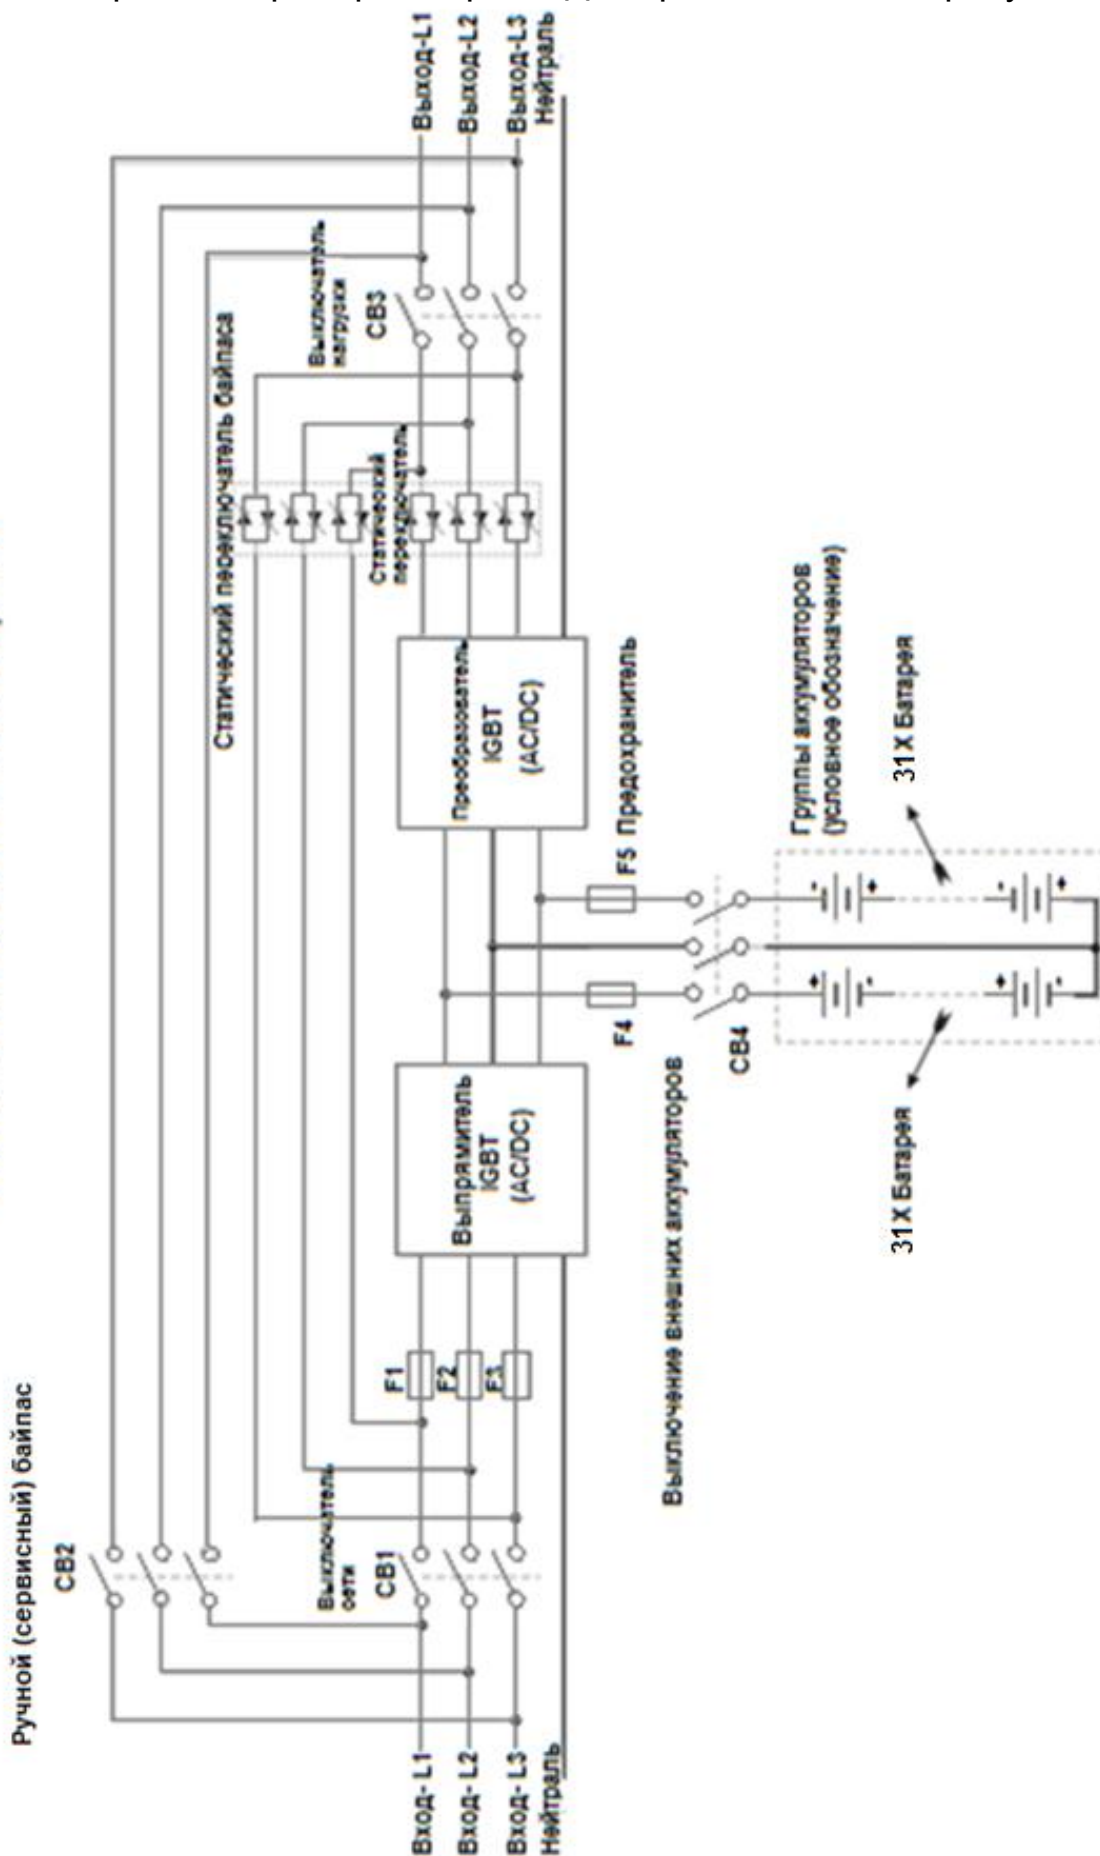 Ручной (сервисный) байпас
CB2
Выключатель
сети
CB1
Вход- L1
Вход- L2
Вход- L3
Нейтраль
F1
F2
F3
Выпрямитель
IGBT
(AC/DC)
Статический переключатель байпаса
Статический
переключатель
Преобразователь
IGBT
(AC/DC)
Выключатель
нагрузки
CB3
Выход-L1
Выход-L2
Выход-L3
Нейтраль
F4
F5 Предохранитель
Выключение внешних аккумуляторов
CB4
Группы аккумуляторов
(условное обозначение)
31X Батарея
31X Батарея